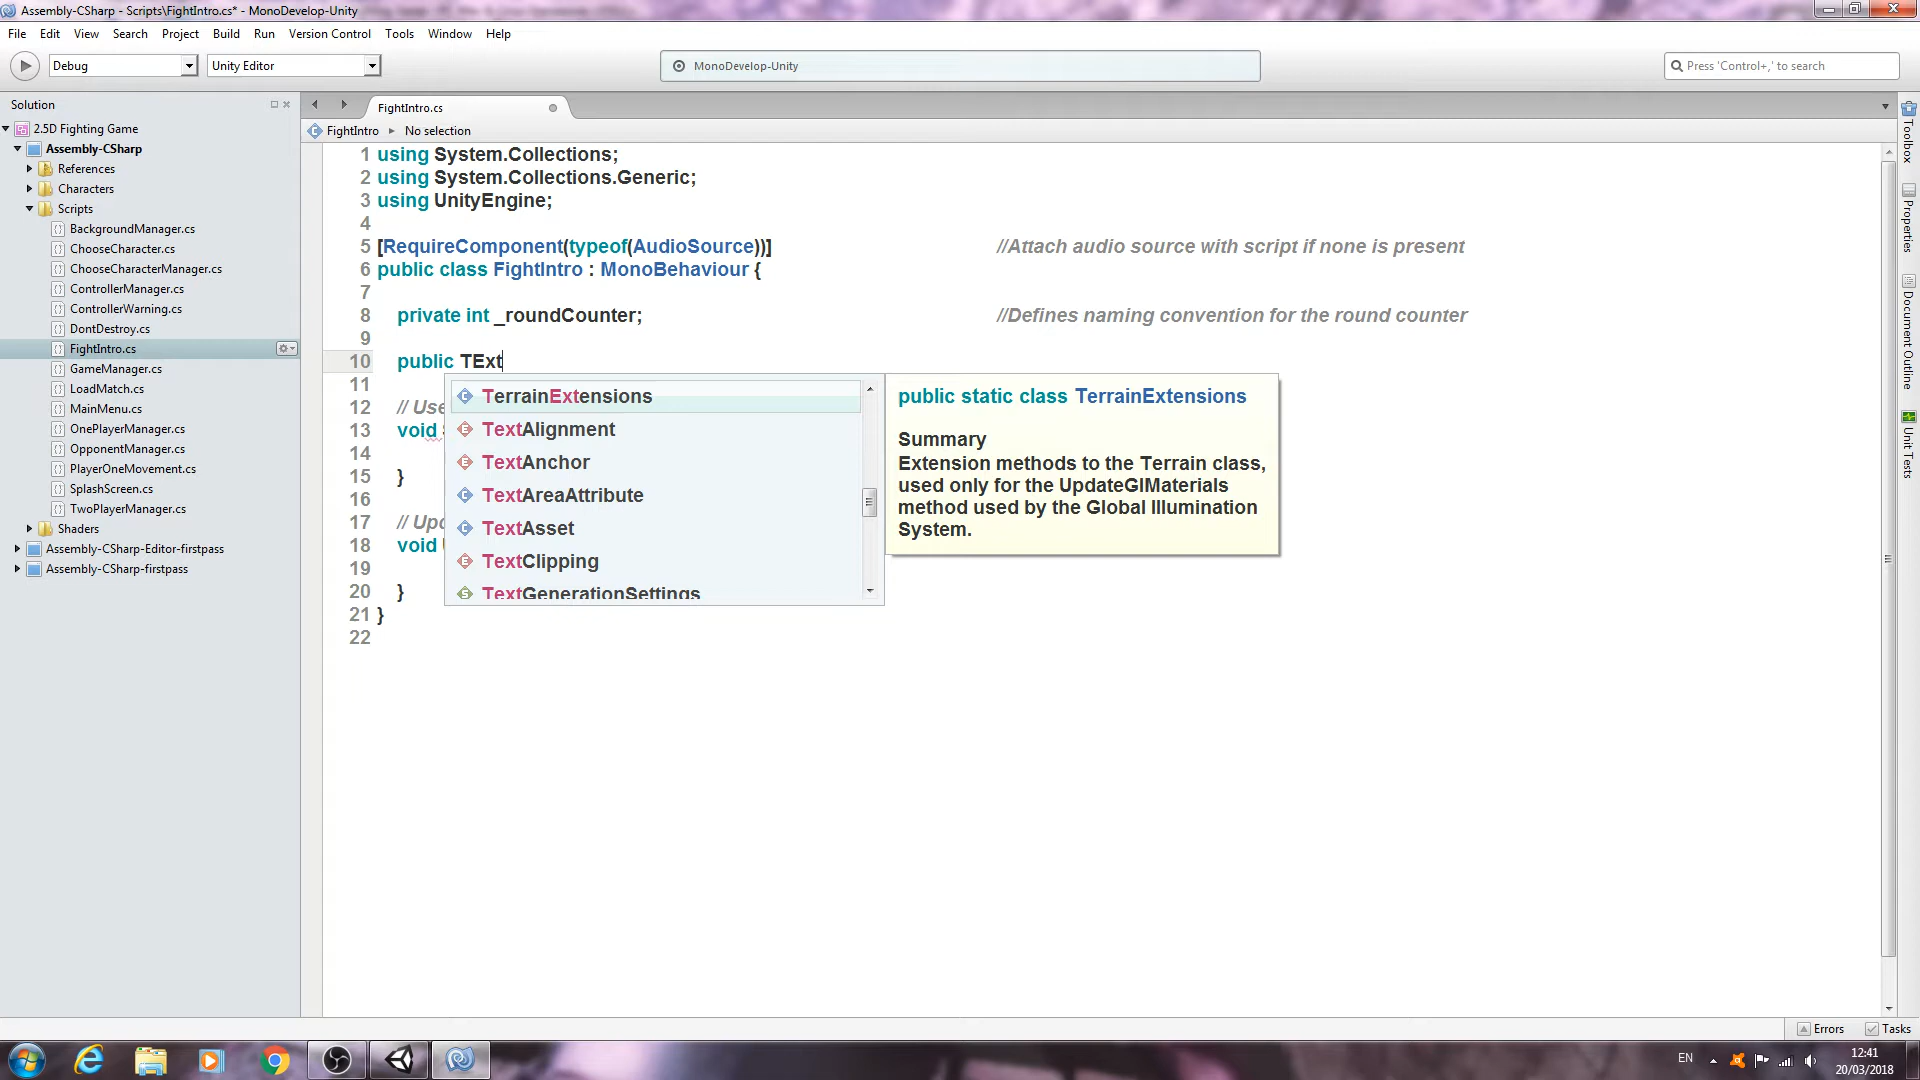 Assembly-CSharp - Scripts\FightIntro.cs* - MonoDevelop-Unity
File Edit View Search Project Build Run Version Control Tools Window Help
Debug
Unity Editor
MonoDevelop-Unity
Press 'Control+,' to search
Solution
2.5D Fighting Game
Assembly-CSharp
References
Characters
Scripts
BackgroundManager.cs
ChooseCharacter.cs
ChooseCharacterManager.cs
ControllerManager.cs
ControllerWarning.cs
DontDestroy.cs
FightIntro.cs
GameManager.cs
LoadMatch.cs
MainMenu.cs
OnePlayerManager.cs
OpponentManager.cs
PlayerOneMovement.cs
SplashScreen.cs
TwoPlayerManager.cs
Shaders
Assembly-CSharp-Editor-firstpass
Assembly-CSharp-firstpass
FightIntro.cs
FightIntro No selection
1 using System.Collections;
2 using System.Collections.Generic;
3 using UnityEngine;
4
5 [RequireComponent(typeof(AudioSource))] //Attach audio source with script if none is present
6 public class FightIntro : MonoBehaviour {
7
8 private int _roundCounter; //Defines naming convention for the round counter
9
10 public TExt
11
12 // Use
13 void
14
15 }
16
17 // Up
18 void
19
20 }
21 }
22
TerrainExtensions
TextAlignment
TextAnchor
TextAreaAttribute
TextAsset
TextClipping
TextGenerationSettings
public static class TerrainExtensions
Summary
Extension methods to the Terrain class,
used only for the UpdateGIMaterials
method used by the Global Illumination
System.
Toolbox
Properties
Document Outline
Unit Tests
Errors
Tasks
EN
12:41
20/03/2018